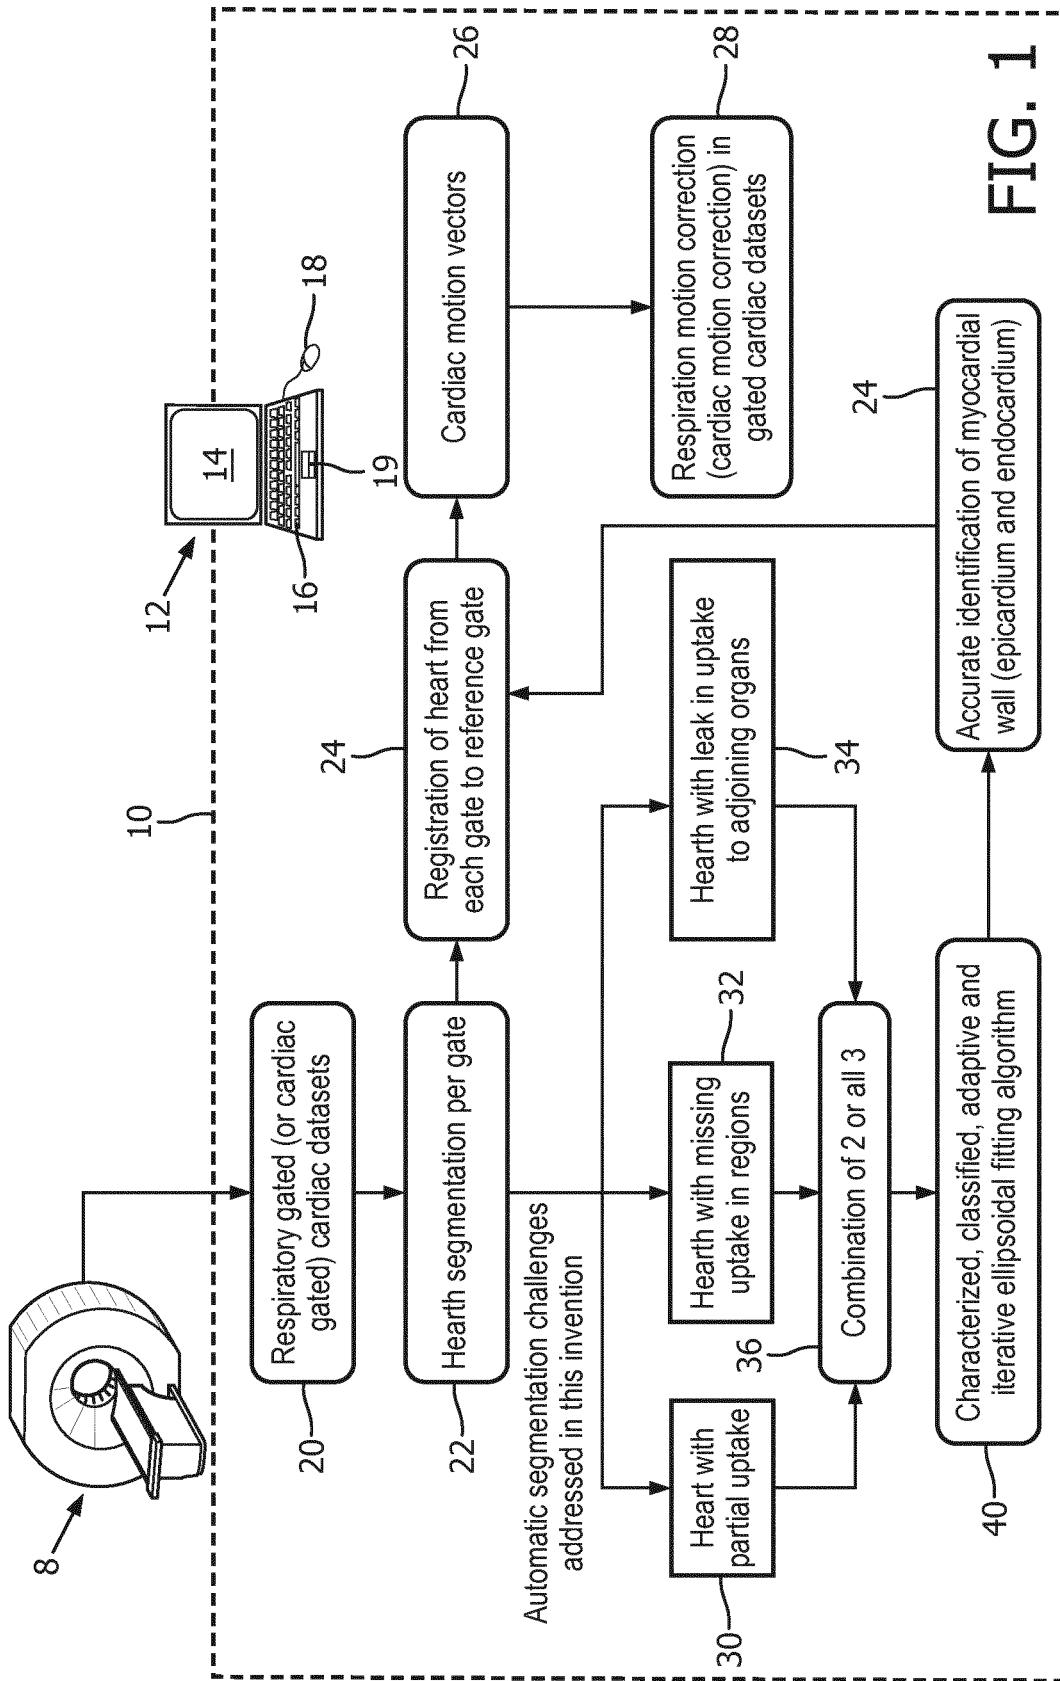 8
10
12
14
16
18
19
Respiratory gated (or cardiac
gated) cardiac datasets
20
Hearth segmentation per gate
22
Registration of heart from
each gate to reference gate
24
Cardiac motion vectors
26
Respiration motion correction
(cardiac motion correction) in
gated cardiac datasets
28
Automatic segmentation challenges
addressed in this invention
Heart with
partial uptake
30
Hearth with missing
uptake in regions
32
Hearth with leak in uptake
to adjoining organs
34
Combination of 2 or all 3
36
Characterized, classified, adaptive and
iterative ellipsoidal fitting algorithm
40
Accurate identification of myocardial
wall (epicardium and endocardium)
24
FIG. 1